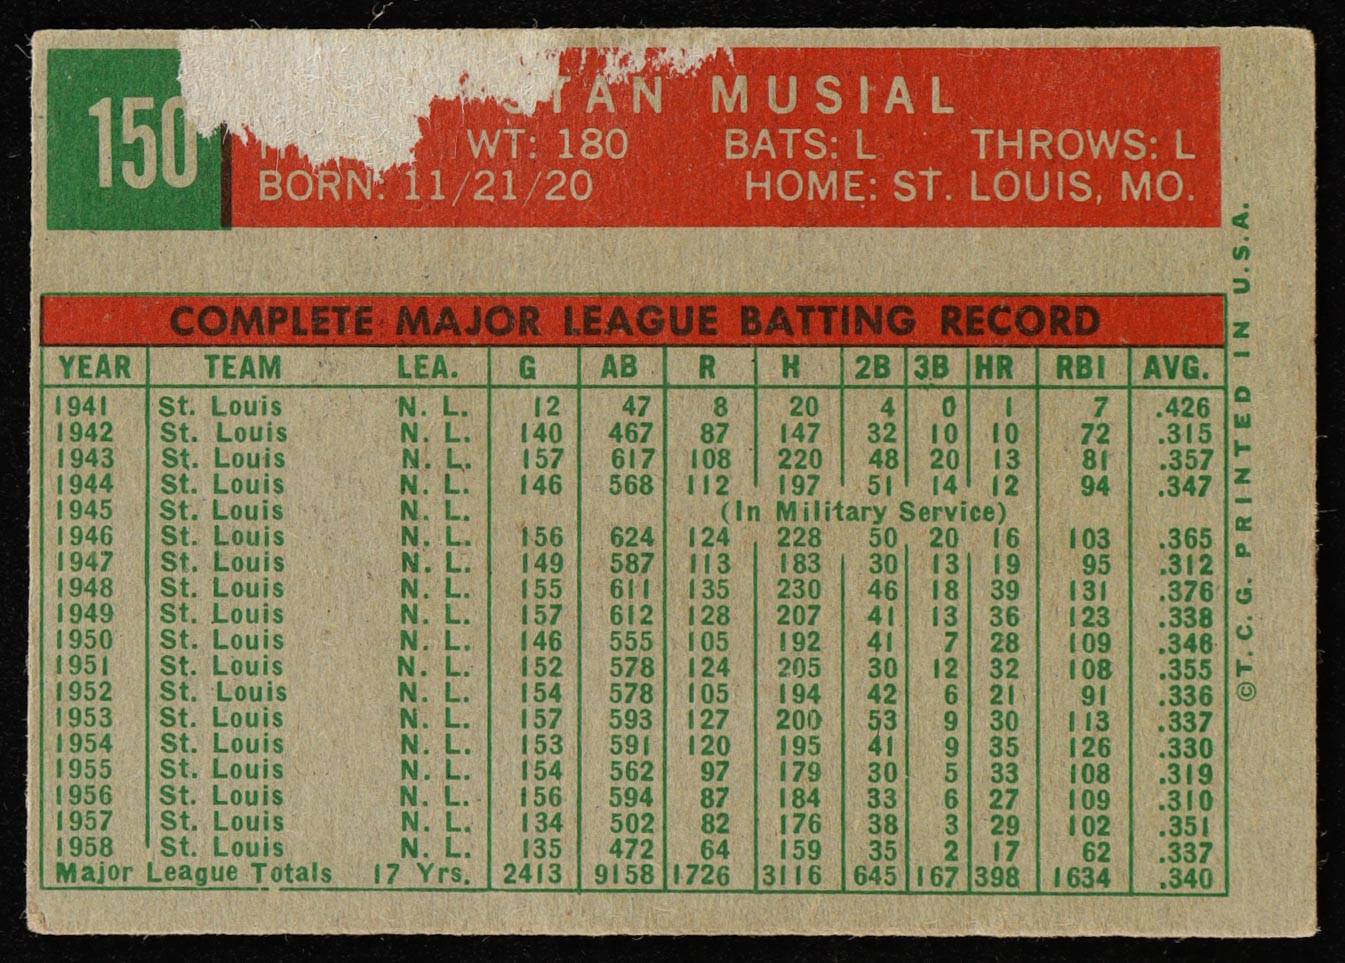 150
STAN MUSIAL
WT: 180 BATS: L THROWS: L
BORN: 11/21/20 HOME: ST. LOUIS, MO.
COMPLETE MAJOR LEAGUE BATTING RECORD
YEAR TEAM LEA. G AB R H 2B 3B HR RBI AVG.
1941 St. Louis N. L. 12 47 8 20 4 0 1 7 .426
1942 St. Louis N. L. 140 467 87 147 32 10 10 72 .315
1943 St. Louis N. L. 157 617 108 220 48 20 13 81 .357
1944 St. Louis N. L. 146 568 112 197 51 14 12 94 .347
1945 St. Louis N. L. (In Military Service)
1946 St. Louis N. L. 156 624 124 228 50 20 16 103 .365
1947 St. Louis N. L. 149 587 113 183 30 13 19 95 .312
1948 St. Louis N. L. 155 611 135 230 46 18 39 131 .376
1949 St. Louis N. L. 157 612 128 207 41 13 36 123 .338
1950 St. Louis N. L. 146 555 105 192 41 7 28 109 .346
1951 St. Louis N. L. 152 578 124 205 30 12 32 108 .355
1952 St. Louis N. L. 154 578 105 194 42 6 21 91 .336
1953 St. Louis N. L. 157 593 127 200 53 9 30 113 .337
1954 St. Louis N. L. 153 591 120 195 41 9 35 126 .330
1955 St. Louis N. L. 154 562 97 179 30 5 33 108 .319
1956 St. Louis N. L. 156 594 87 184 33 6 27 109 .310
1957 St. Louis N. L. 134 502 82 176 38 3 29 102 .351
1958 St. Louis N. L. 135 472 64 159 35 2 17 62 .337
Major League Totals 17 Yrs. 2413 9158 1726 3116 645 167 398 1634 .340
©T. C. G. PRINTED IN U.S.A.